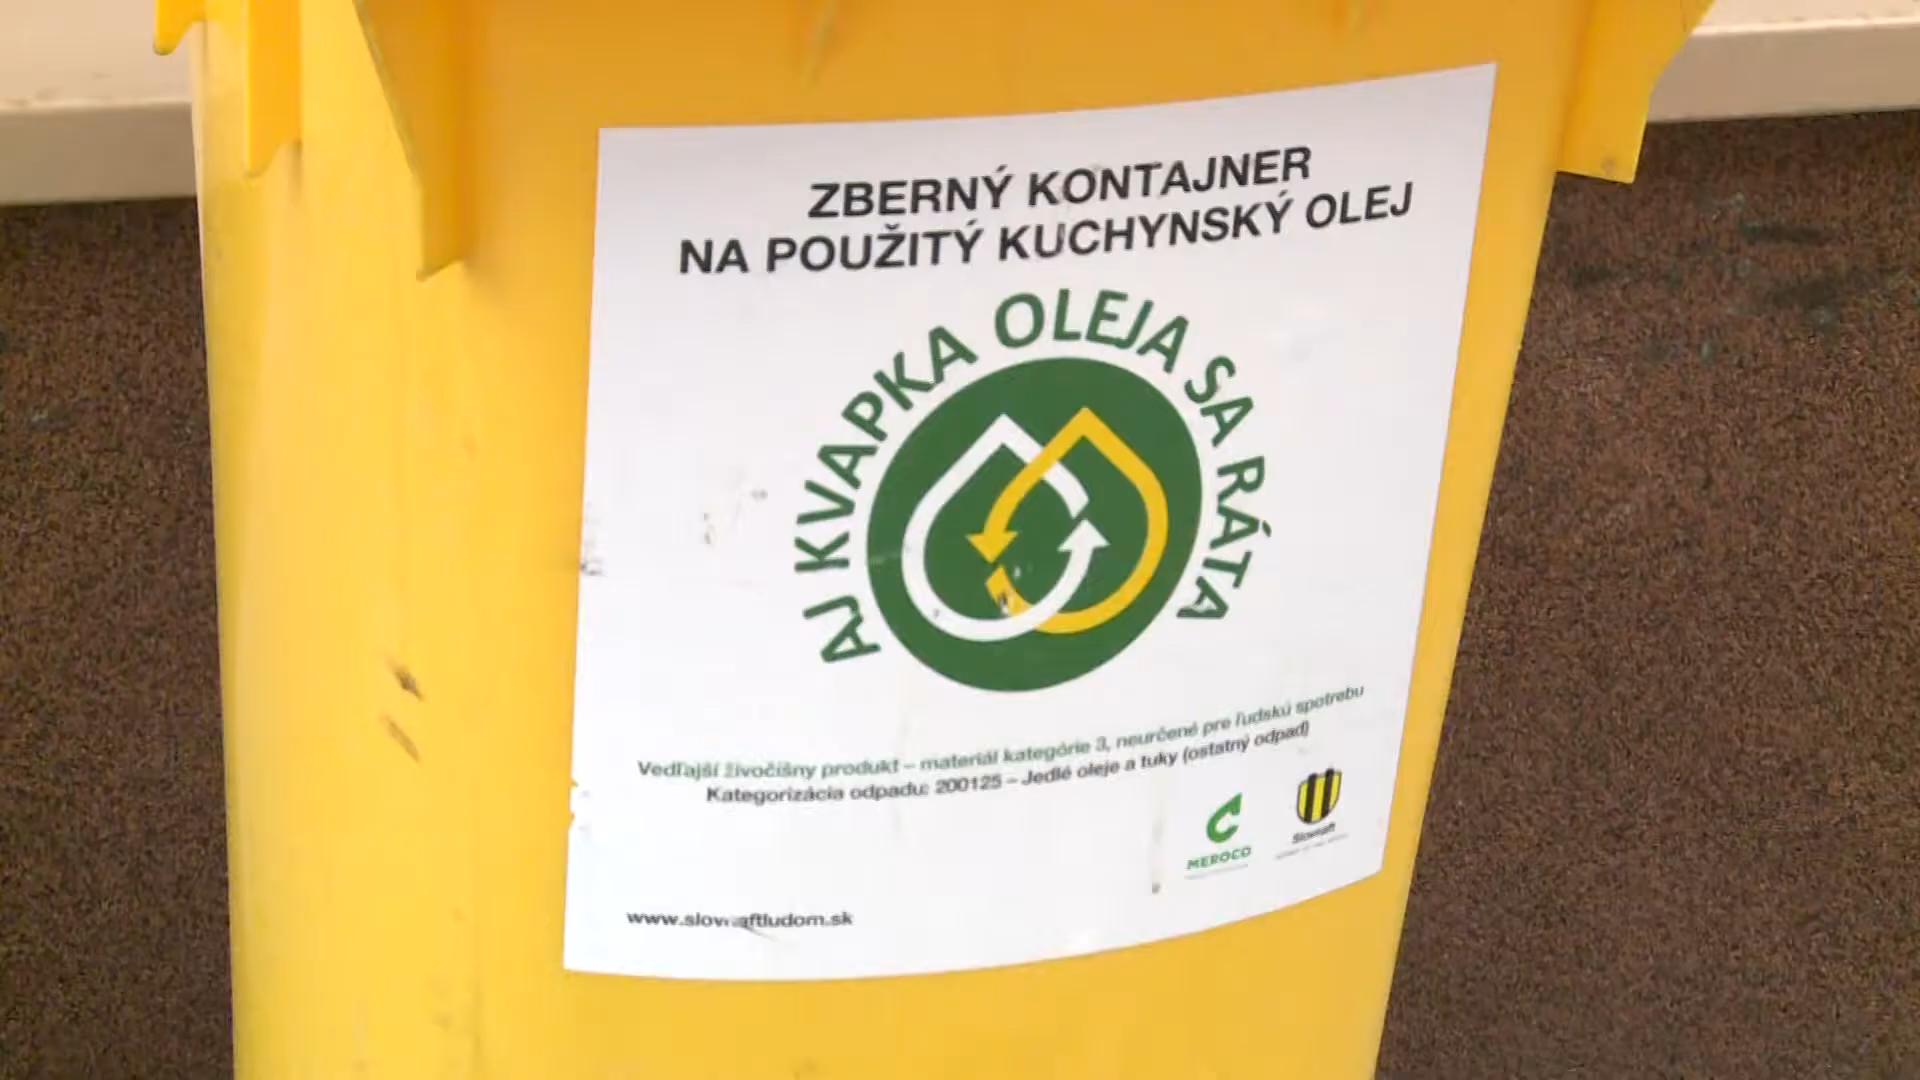 ZBERNÝ KONTAJNER
NA POUŽITÝ KUCHYNSKÝ OLEJ
AJ KVAPKA OLEJA SA RÁTA
Vedľajší živočíšny produkt – materiál kategórie 3, neurčené pre ľudskú spotrebu
Kategorizácia odpadu: 200125 – Jedlé oleje a tuky (ostatný odpad)
MEROCO
Slovnaft
www.slovnaftludom.sk